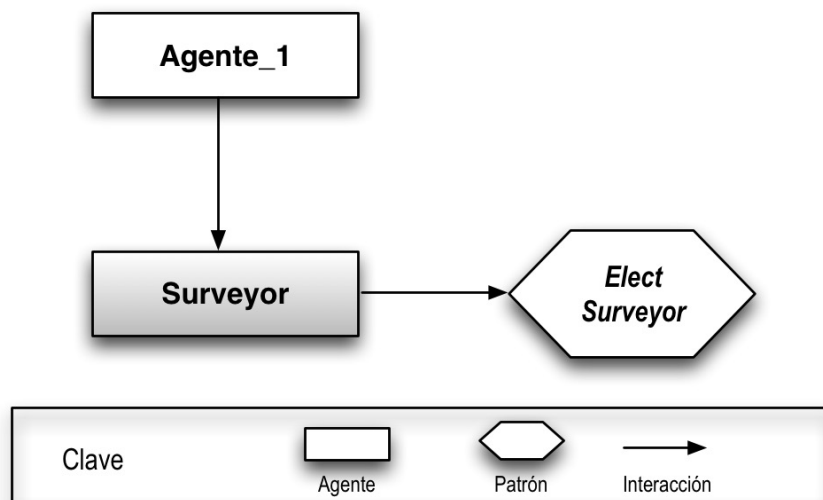 Agente_1
Surveyor
Elect
Surveyor
Clave
Agente
Patrón
Interacción